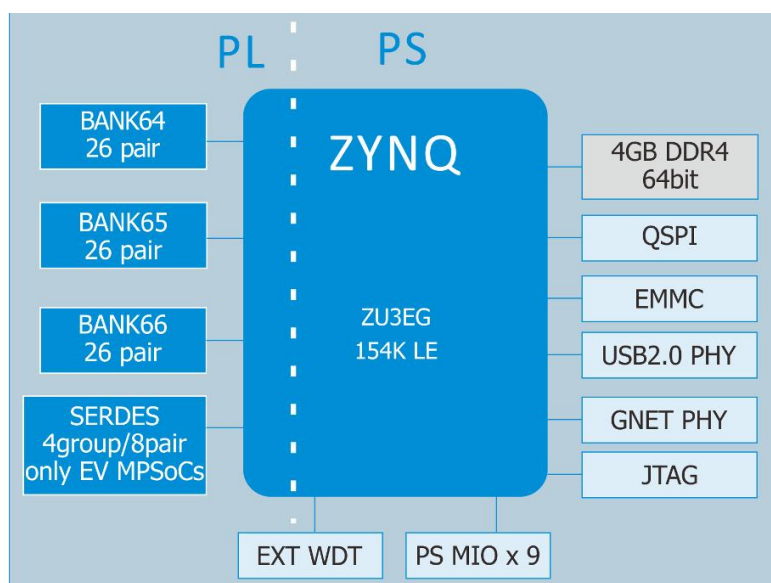 PL
PS
BANK64
26 pair
BANK65
26 pair
BANK66
26 pair
SERDES
4group/8pair
only EV MPSoCs
ZYNQ
ZU3EG
154K LE
4GB DDR4
64bit
QSPI
EMMC
USB2.0 PHY
GNET PHY
JTAG
EXT WDT
PS MIO x 9